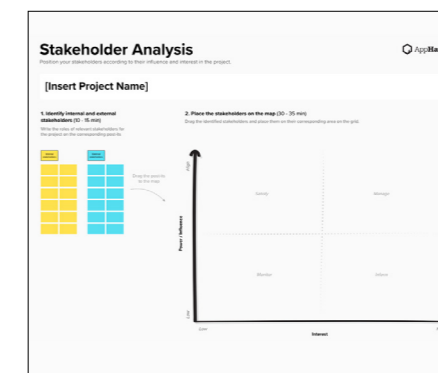 Stakeholder Analysis
Position your stakeholders according to their influence and interest in the project.
AppHa
[Insert Project Name]
1. Identify internal and external
stakeholders (10 - 15 min)
Write the roles of relevant stakeholders for
the project on the corresponding post-its.
2. Place the stakeholders on the map (30 - 35 min)
Drag the identified stakeholders and place them on their corresponding area on the grid.
Drag the post-its
on the map
High
Power / Influence
Low
Satisfy
Manage
Monitor
Inform
Low
Interest